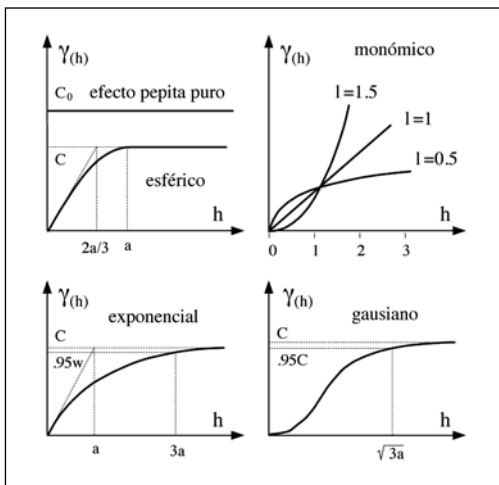 γ(h)
C₀ efecto pepita puro
C
esférico
h
2a/3 a
γ(h)
monómico
l=1.5
l=1
l=0.5
h
0 1 2 3
γ(h)
exponencial
C
.95w
h
a 3a
γ(h)
gausiano
C
.95C
h
√3a